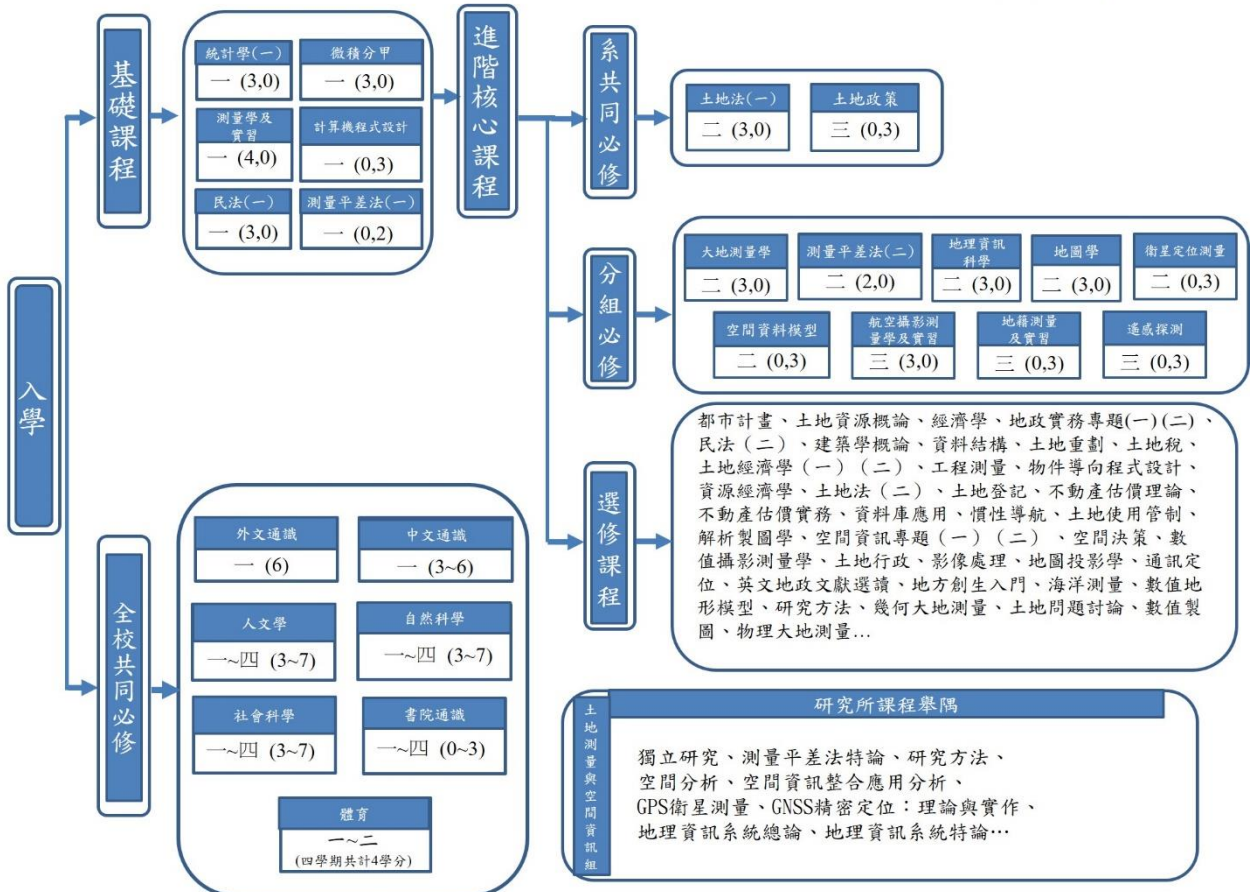 入學
基礎課程
統計學(一)
一 (3,0)
微積分甲
一 (3,0)
測量學及
實習
一 (4,0)
計算機程式設計
一 (0,3)
民法(一)
一 (3,0)
測量平差法(一)
一 (0,2)
進階核心課程
系共同必修
土地法(一)
二 (3,0)
土地政策
三 (0,3)
分組必修
大地測量學
二 (3,0)
測量平差法(二)
二 (2,0)
地理資訊
科學
二 (3,0)
地圖學
二 (3,0)
衛星定位測量
二 (0,3)
空間資料模型
二 (0,3)
航空攝影測
量學及實習
三 (3,0)
地籍測量
及實習
三 (0,3)
遙感探測
三 (0,3)
選修課程
都市計畫、土地資源概論、經濟學、地政實務專題(一)(二)、
民法（二）、建築學概論、資料結構、土地重劃、土地稅、
土地經濟學（一）（二）、工程測量、物件導向程式設計、
資源經濟學、土地法（二）、土地登記、不動產估價理論、
不動產估價實務、資料庫應用、慣性導航、土地使用管制、
解析製圖學、空間資訊專題（一）（二）、空間決策、數
值攝影測量學、土地行政、影像處理、地圖投影學、通訊定
位、英文地政文獻選讀、地方創生入門、海洋測量、數值地
形模型、研究方法、幾何大地測量、土地問題討論、數值製
圖、物理大地測量...
全校共同必修
外文通識
一 (6)
中文通識
一 (3~6)
人文學
一~四 (3~7)
自然科學
一~四 (3~7)
社會科學
一~四 (3~7)
書院通識
一~四 (0~3)
體育
一~二
(四學期共計4學分)
土地測量與空間資訊組
研究所課程舉隅
獨立研究、測量平差法特論、研究方法、
空間分析、空間資訊整合應用分析、
GPS衛星測量、GNSS精密定位：理論與實作、
地理資訊系統總論、地理資訊系統特論…